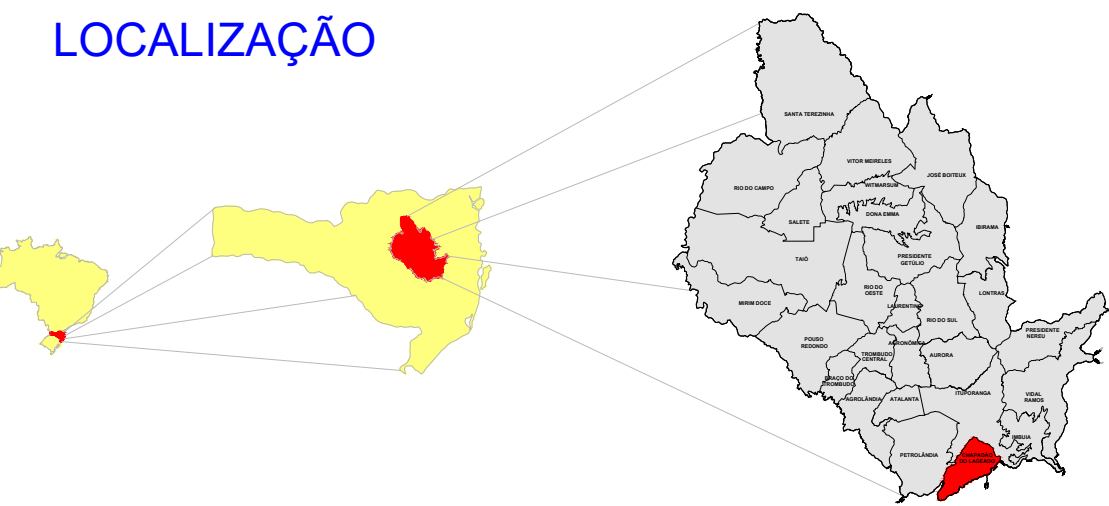 LOCALIZAÇÃO
SANTA TEREZINHA
VITOR MEIRELES
JOSÉ BOITEUX
RIO DO CAMPO
WITMARSUM
DONA EMMA
SALETE
IBIRAMA
PRESIDENTE
GETÚLIO
TAIÓ
RIO DO
OESTE
LONTRAS
MIRIM DOCE
LAURENTINO
RIO DO SUL
PRESIDENTE
NEREU
POUSO
REDONDO
AGRONÔMICA
TROMBUDO
CENTRAL
AURORA
BRAÇO DO
TROMBUDO
AGROLÂNDIA
ATALANTA
ITUPORANGA
VIDAL
RAMOS
IMBUIA
PETROLÂNDIA
CHAPADÃO
DO LAGEADO